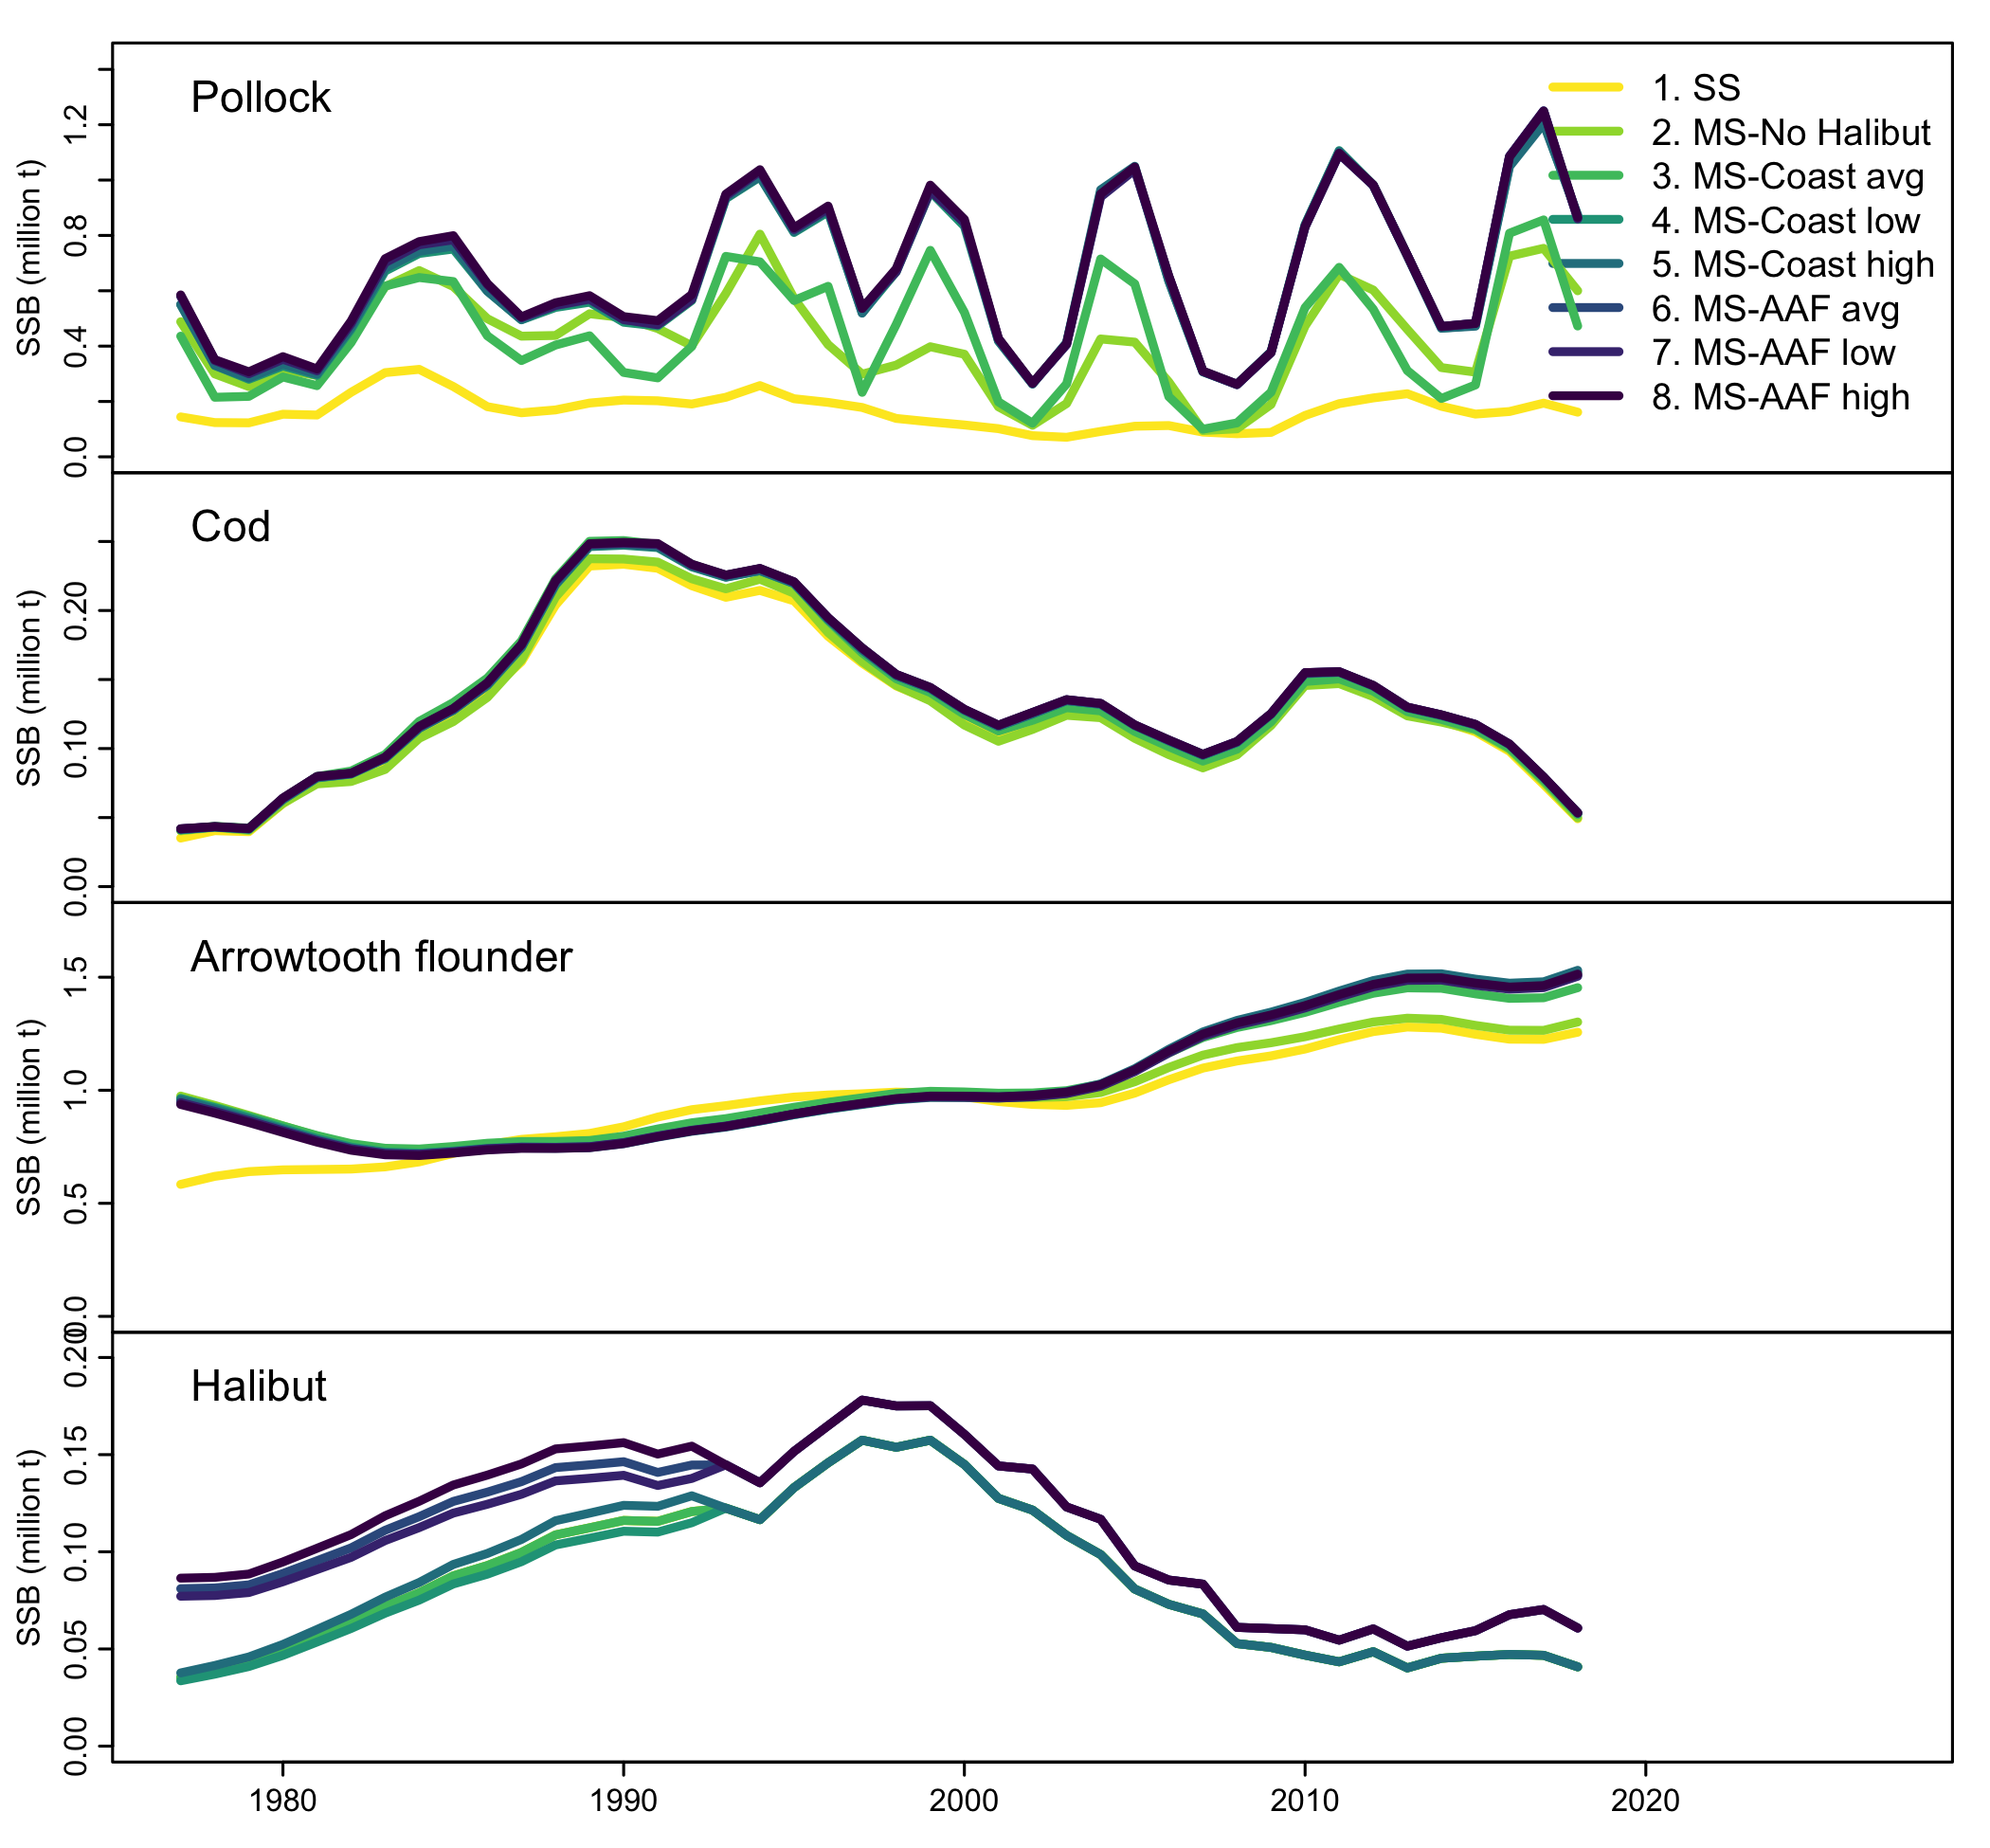 Pollock
SSB (million t)
0.0
0.4
0.8
1.2
1. SS
2. MS-No Halibut
3. MS-Coast avg
4. MS-Coast low
5. MS-Coast high
6. MS-AAF avg
7. MS-AAF low
8. MS-AAF high
Cod
SSB (million t)
0.00
0.10
0.20
Arrowtooth flounder
SSB (million t)
0.0
0.5
1.0
1.5
Halibut
SSB (million t)
0.00
0.05
0.10
0.15
0.20
1980
1990
2000
2010
2020